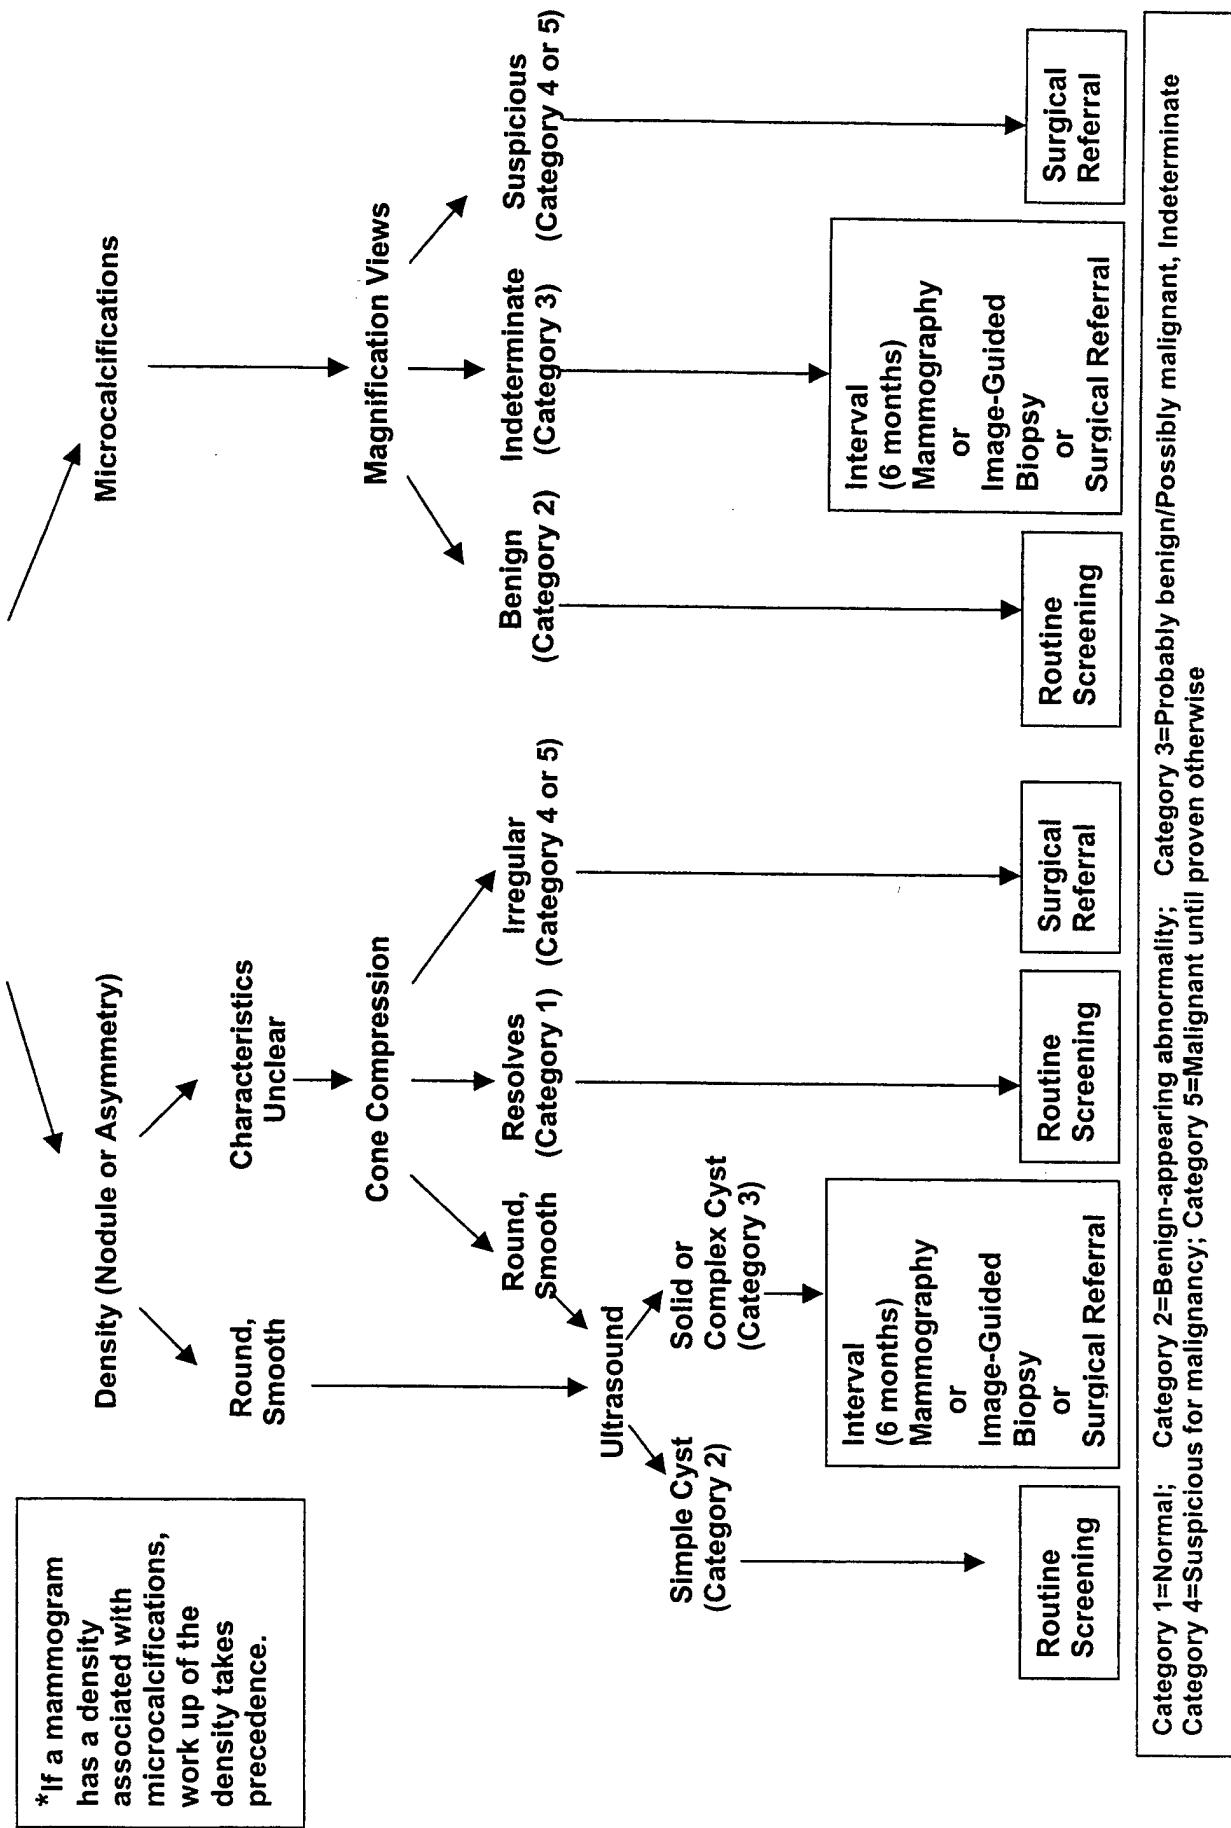 *If a mammogram
has a density
associated with
microcalcifications,
work up of the
density takes
precedence.
Density (Nodule or Asymmetry)
Microcalcifications
Round,
Smooth
Characteristics
Unclear
Cone Compression
Magnification Views
Round,
Smooth
Resolves
(Category 1)
Irregular
(Category 4 or 5)
Benign
(Category 2)
Indeterminate
(Category 3)
Suspicious
(Category 4 or 5)
Ultrasound
Simple Cyst
(Category 2)
Solid or
Complex Cyst
(Category 3)
Routine
Screening
Interval
(6 months)
Mammography
or
Image-Guided
Biopsy
or
Surgical Referral
Routine
Screening
Surgical
Referral
Routine
Screening
Interval
(6 months)
Mammography
or
Image-Guided
Biopsy
or
Surgical Referral
Surgical
Referral
Category 1=Normal; Category 2=Benign-appearing abnormality; Category 3=Probably benign/Possibly malignant, Indeterminate
Category 4=Suspicious for malignancy; Category 5=Malignant until proven otherwise